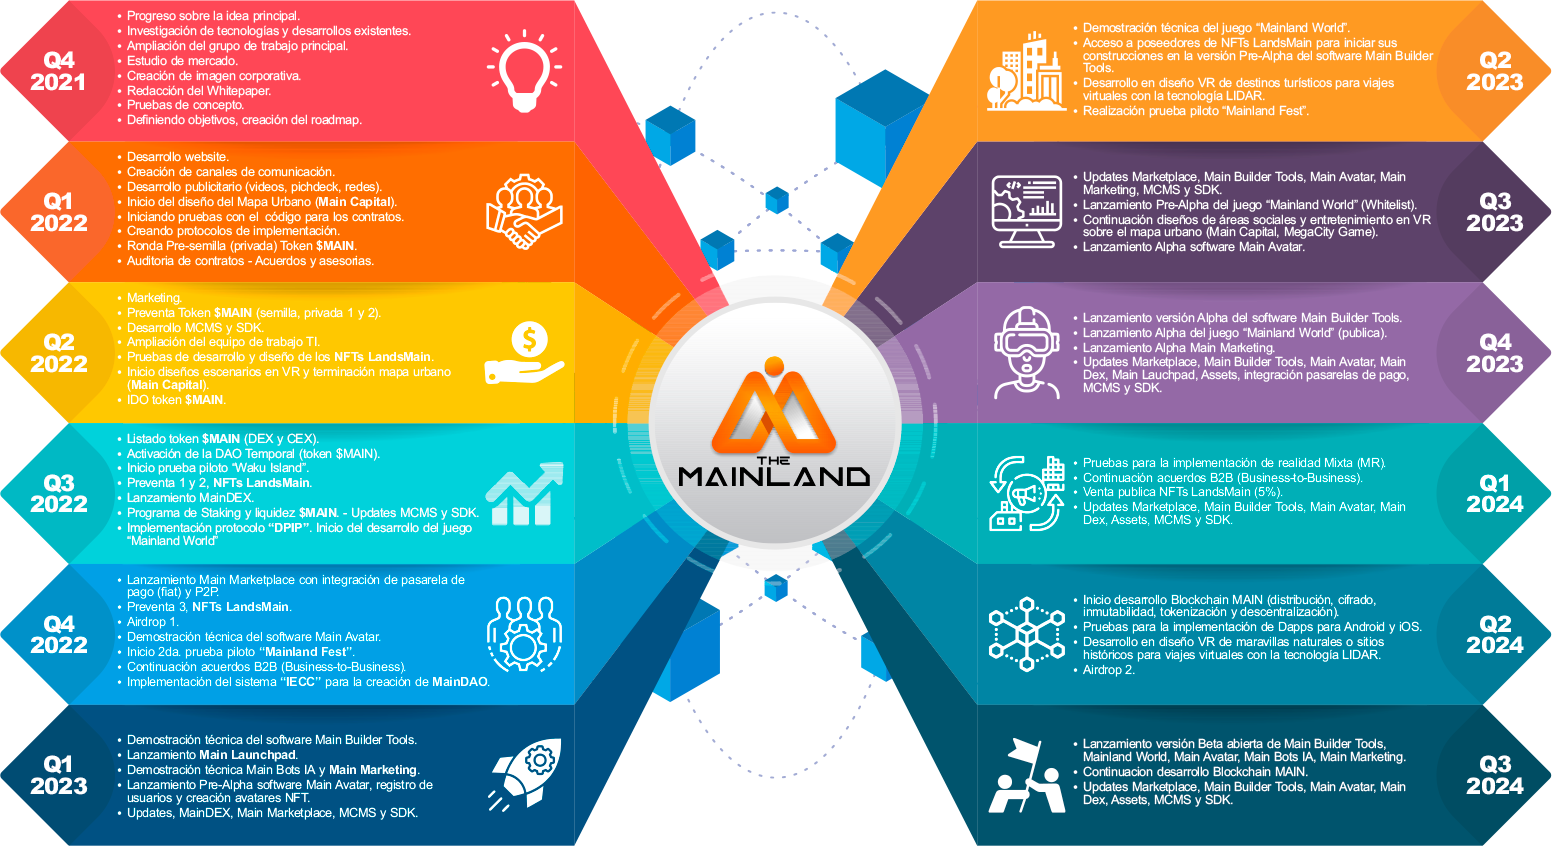 Q4
2021
• Progreso sobre la idea principal.
• Investigación de tecnologías y desarrollos existentes.
• Ampliación del grupo de trabajo principal.
• Estudio de mercado.
• Creación de imagen corporativa.
• Redacción del Whitepaper.
• Pruebas de concepto.
• Definiendo objetivos, creación del roadmap.
Q1
2022
• Desarrollo website.
• Creación de canales de comunicación.
• Desarrollo publicitario (videos, pichdeck, redes).
• Inicio del diseño del Mapa Urbano (Main Capital).
• Iniciando pruebas con el código para los contratos.
• Creando protocolos de implementación.
• Ronda Pre-semilla (privada) Token $MAIN.
• Auditoria de contratos - Acuerdos y asesorias.
Q2
2022
• Marketing.
• Preventa Token $MAIN (semilla, privada 1 y 2).
• Desarrollo MCMS y SDK.
• Ampliación del equipo de trabajo TI.
• Pruebas de desarrollo y diseño de los NFTs LandsMain.
• Inicio diseños escenarios en VR y terminación mapa urbano
(Main Capital).
• IDO token $MAIN.
Q3
2022
• Listado token $MAIN (DEX y CEX).
• Activación de la DAO Temporal (token $MAIN).
• Inicio prueba piloto “Waku Island”.
• Preventa 1 y 2, NFTs LandsMain.
• Lanzamiento MainDEX.
• Programa de Staking y liquidez $MAIN. - Updates MCMS y SDK.
• Implementación protocolo “DPIP”. Inicio del desarrollo del juego
“Mainland World”
Q4
2022
• Lanzamiento Main Marketplace con integración de pasarela de
pago (fiat) y P2P.
• Preventa 3, NFTs LandsMain.
• Airdrop 1.
• Demostración técnica del software Main Avatar.
• Inicio 2da. prueba piloto “Mainland Fest”.
• Continuación acuerdos B2B (Business-to-Business).
• Implementación del sistema “IECC” para la creación de MainDAO.
Q1
2023
• Demostración técnica del software Main Builder Tools.
• Lanzamiento Main Launchpad.
• Demostración técnica Main Bots IA y Main Marketing.
• Lanzamiento Pre-Alpha software Main Avatar, registro de
usuarios y creación avatares NFT.
• Updates, MainDEX, Main Marketplace, MCMS y SDK.
THE
MAINLAND
Q2
2023
• Demostración técnica del juego “Mainland World”.
• Acceso a poseedores de NFTs LandsMain para iniciar sus
construcciones en la versión Pre-Alpha del software Main Builder
Tools.
• Desarrollo en diseño VR de destinos turísticos para viajes
virtuales con la tecnología LIDAR.
• Realización prueba piloto “Mainland Fest”.
Q3
2023
• Updates Marketplace, Main Builder Tools, Main Avatar, Main
Marketing, MCMS y SDK.
• Lanzamiento Pre-Alpha del juego “Mainland World” (Whitelist).
• Continuación diseños de áreas sociales y entretenimiento en VR
sobre el mapa urbano (Main Capital, MegaCity Game).
• Lanzamiento Alpha software Main Avatar.
Q4
2023
• Lanzamiento versión Alpha del software Main Builder Tools.
• Lanzamiento Alpha del juego “Mainland World” (publica).
• Lanzamiento Alpha Main Marketing.
• Updates Marketplace, Main Builder Tools, Main Avatar, Main
Dex, Main Lauchpad, Assets, integración pasarelas de pago,
MCMS y SDK.
Q1
2024
• Pruebas para la implementación de realidad Mixta (MR).
• Continuación acuerdos B2B (Business-to-Business).
• Venta publica NFTs LandsMain (5%).
• Updates Marketplace, Main Builder Tools, Main Avatar, Main
Dex, Assets, MCMS y SDK.
Q2
2024
• Inicio desarrollo Blockchain MAIN (distribución, cifrado,
inmutabilidad, tokenización y descentralización).
• Pruebas para la implementación de Dapps para Android y iOS.
• Desarrollo en diseño VR de maravillas naturales o sitios
históricos para viajes virtuales con la tecnología LIDAR.
• Airdrop 2.
Q3
2024
• Lanzamiento versión Beta abierta de Main Builder Tools,
Mainland World, Main Avatar, Main Bots IA, Main Marketing.
• Continuacion desarrollo Blockchain MAIN.
• Updates Marketplace, Main Builder Tools, Main Avatar, Main
Dex, Assets, MCMS y SDK.